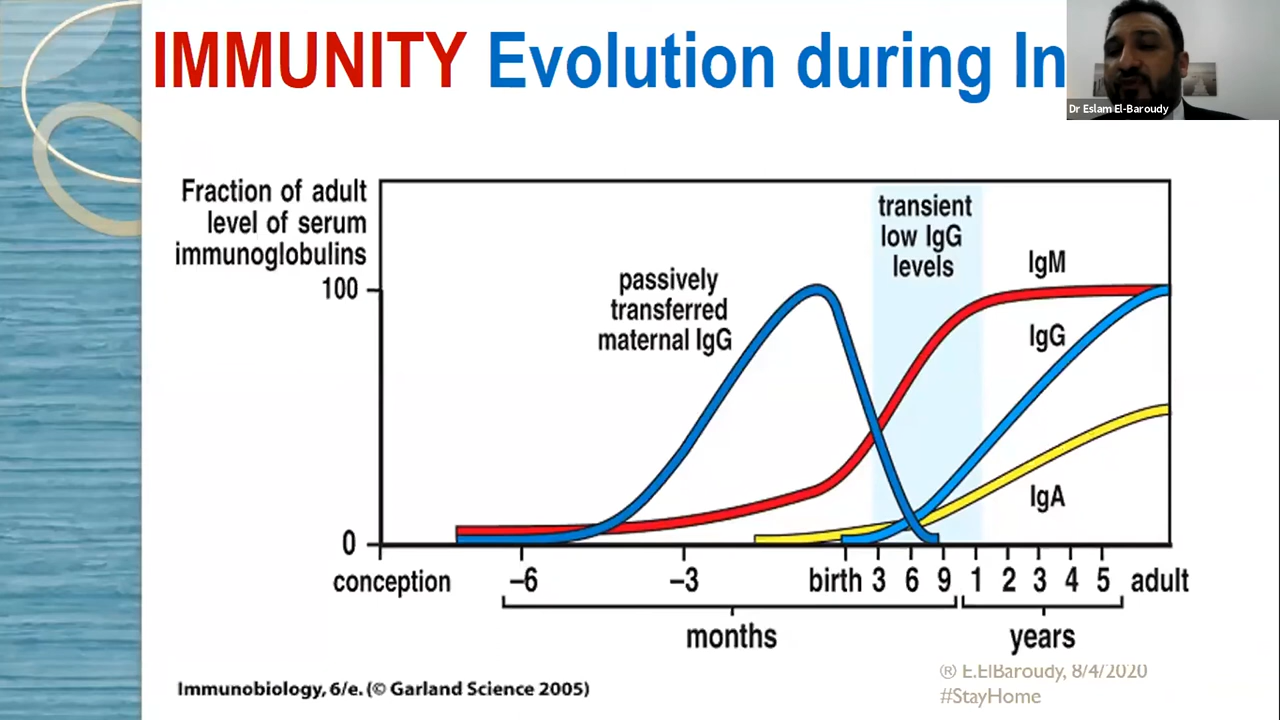 IMMUNITY Evolution during In
Dr Eslam El-Baroudy
Fraction of adult
level of serum
immunoglobulins
100
0
passively
transferred
maternal IgG
transient
low IgG
levels
IgM
IgG
IgA
conception –6 –3 birth 3 6 9 1 2 3 4 5 adult
months years
Immunobiology, 6/e. (© Garland Science 2005)
® E.ElBaroudy, 8/4/2020
#StayHome